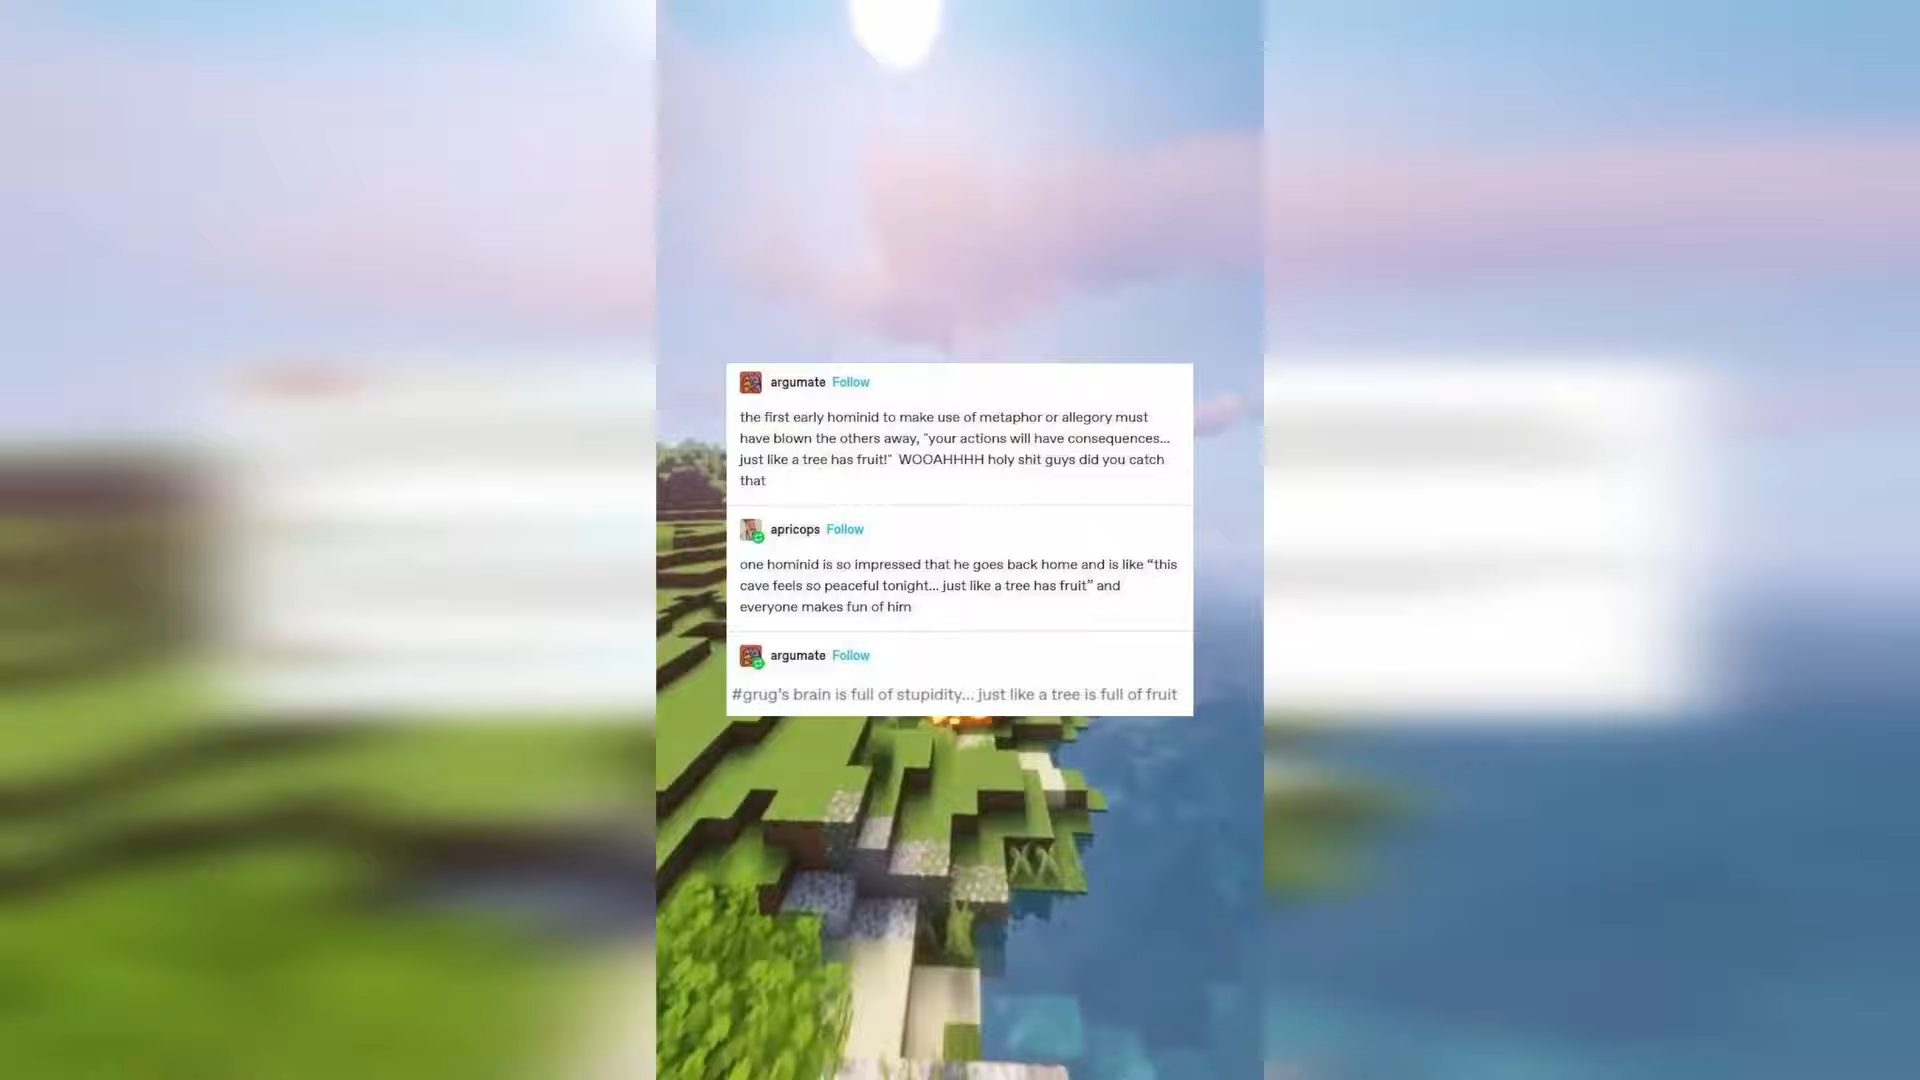 argumate Follow
the first early hominid to make use of metaphor or allegory must
have blown the others away, "your actions will have consequences...
just like a tree has fruit!" WOOAHHHH holy shit guys did you catch
that
apricops Follow
one hominid is so impressed that he goes back home and is like “this
cave feels so peaceful tonight... just like a tree has fruit” and
everyone makes fun of him
argumate Follow
#grug's brain is full of stupidity... just like a tree is full of fruit